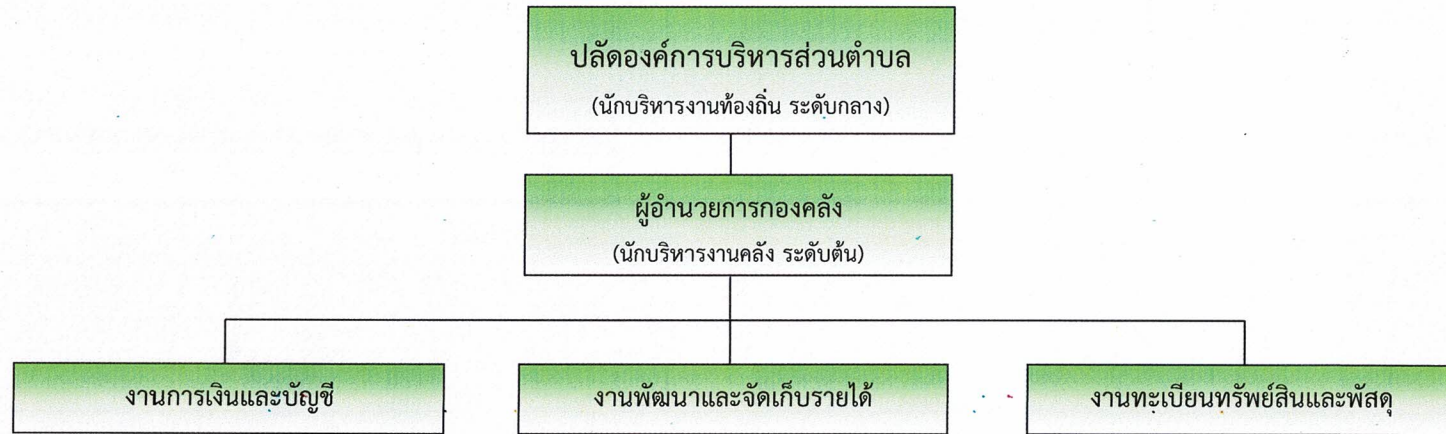 ปลัดองค์การบริหารส่วนตำบล
(นักบริหารงานท้องถิ่น ระดับกลาง)
ผู้อำนวยการกองคลัง
(นักบริหารงานคลัง ระดับต้น)
งานการเงินและบัญชี
งานพัฒนาและจัดเก็บรายได้
งานทะเบียนทรัพย์สินและพัสดุ